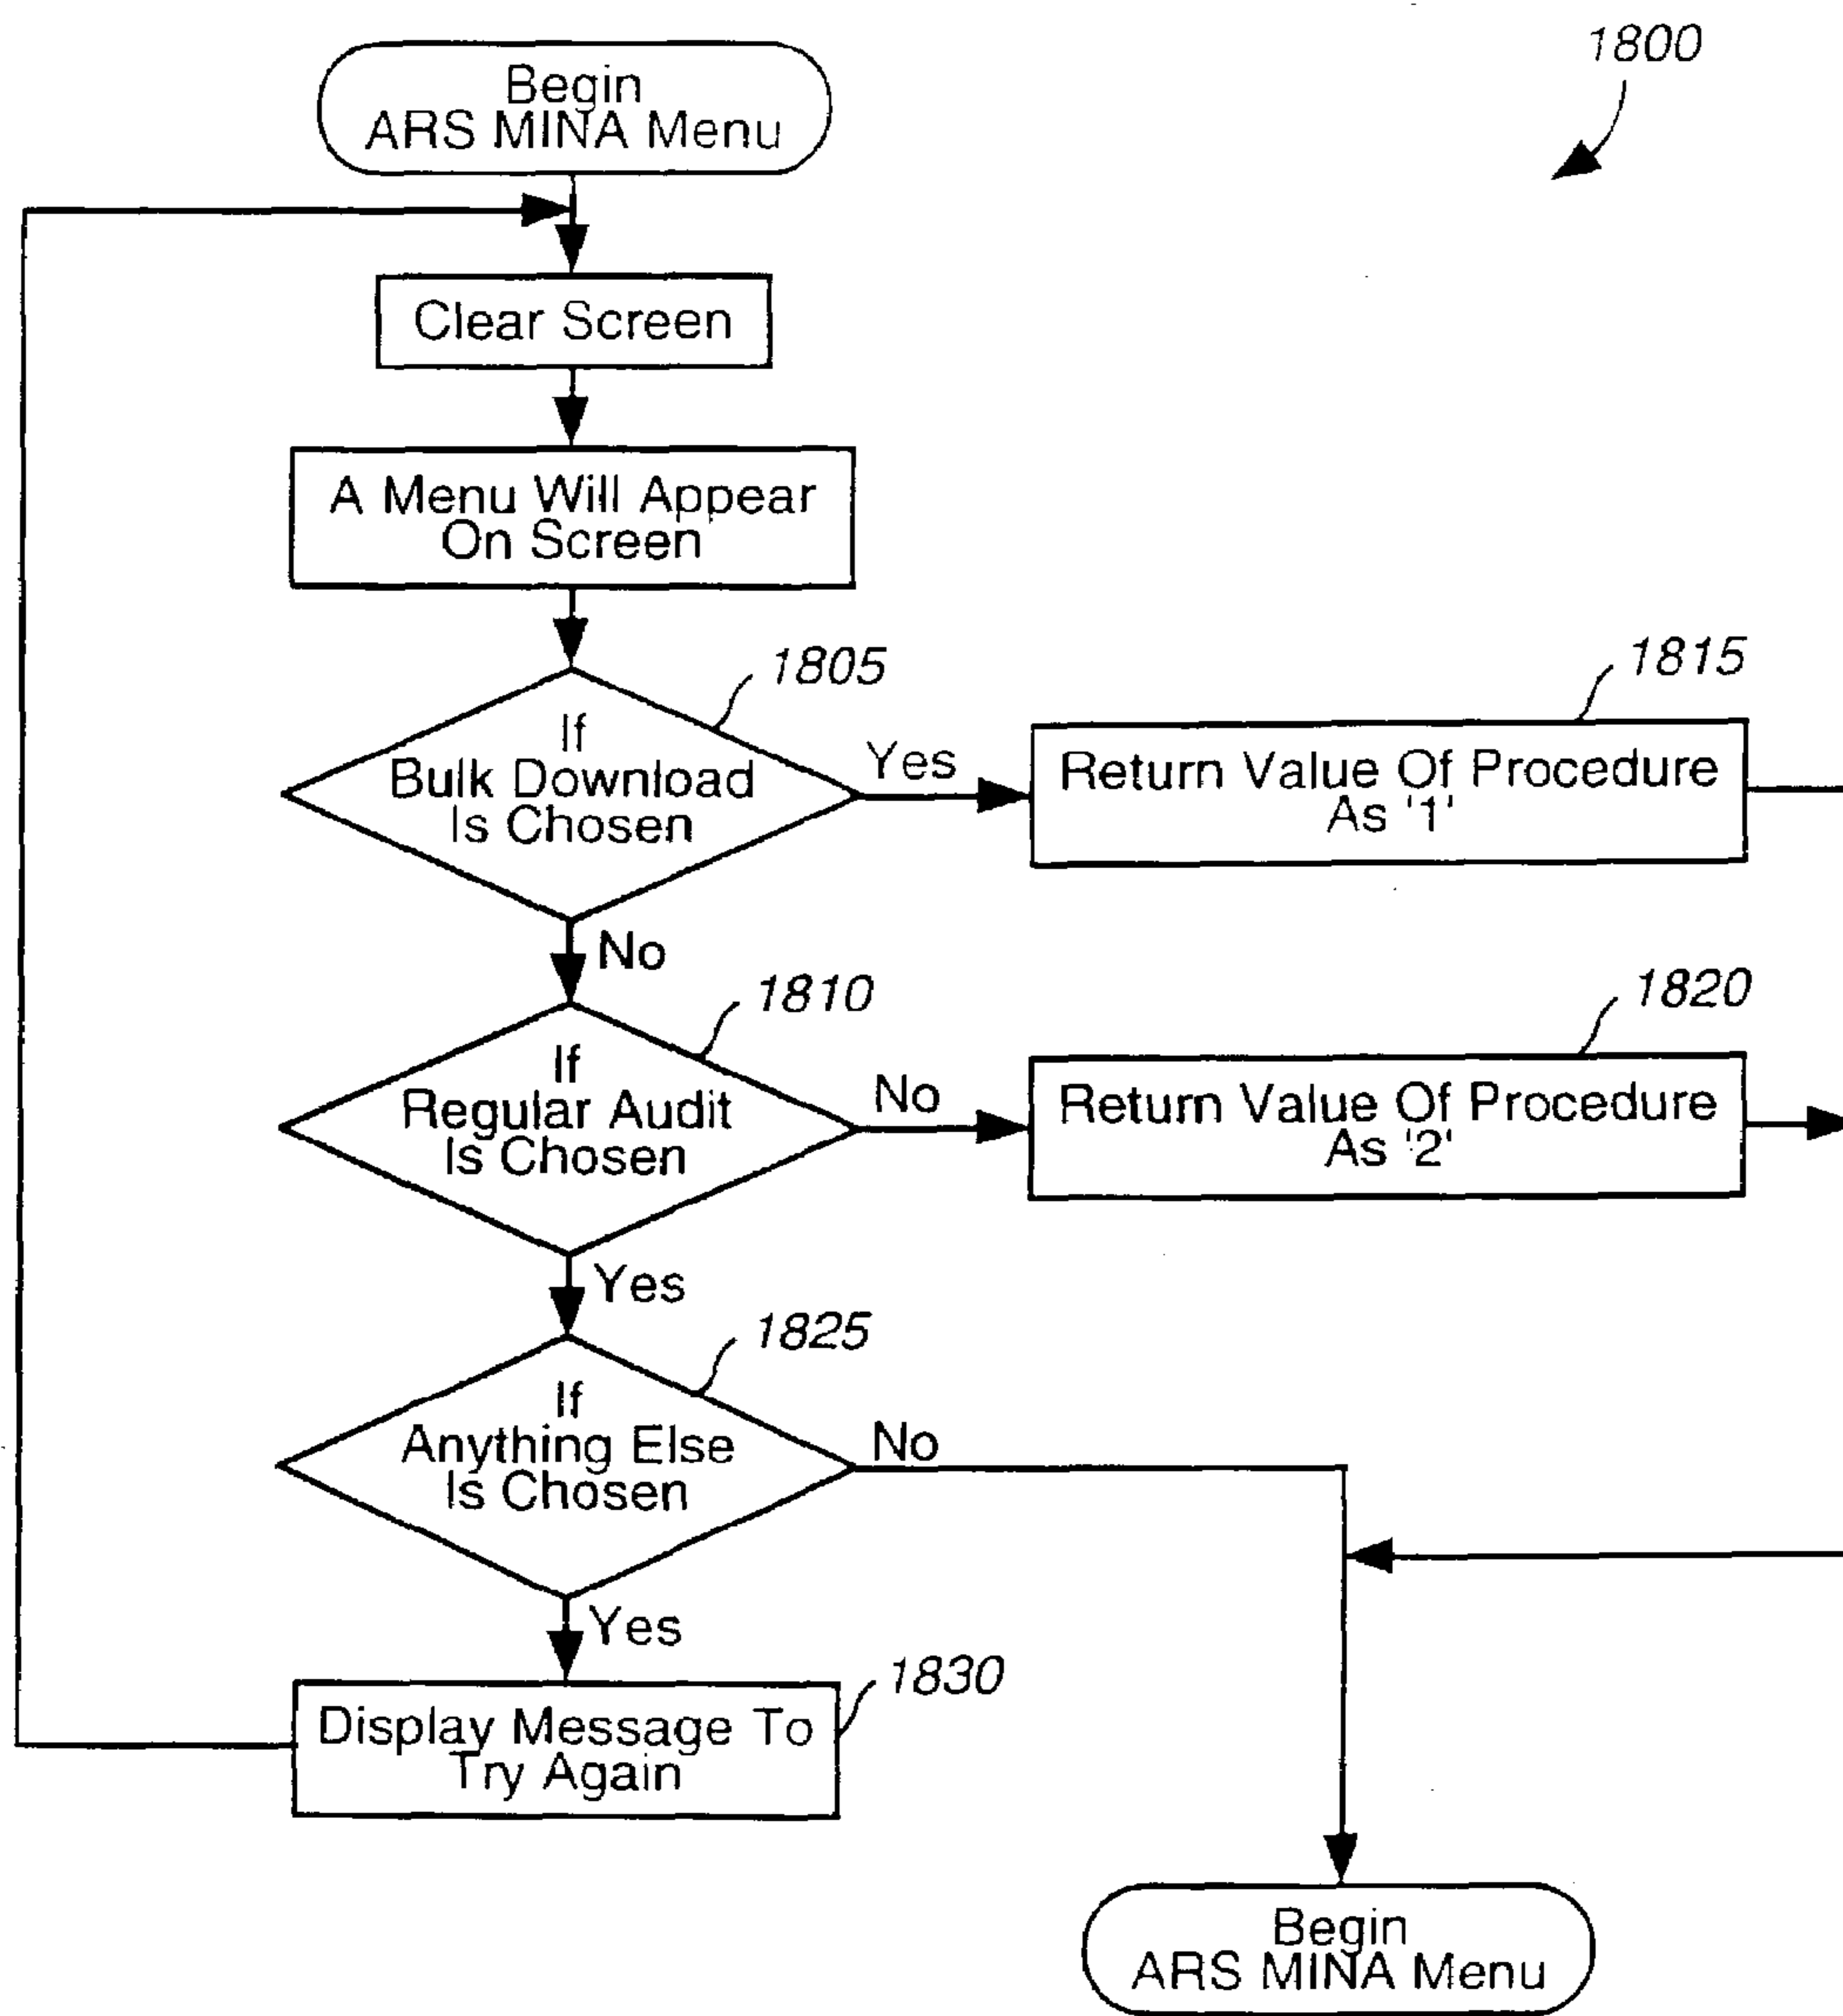 1800
Begin
ARS MINA Menu
Clear Screen
A Menu Will Appear
On Screen
1805
If
Bulk Download
Is Chosen
Yes
1815
Return Value Of Procedure
As '1'
No
1810
If
Regular Audit
Is Chosen
No
1820
Return Value Of Procedure
As '2'
Yes
1825
If
Anything Else
Is Chosen
No
Yes
1830
Display Message To
Try Again
Begin
ARS MINA Menu